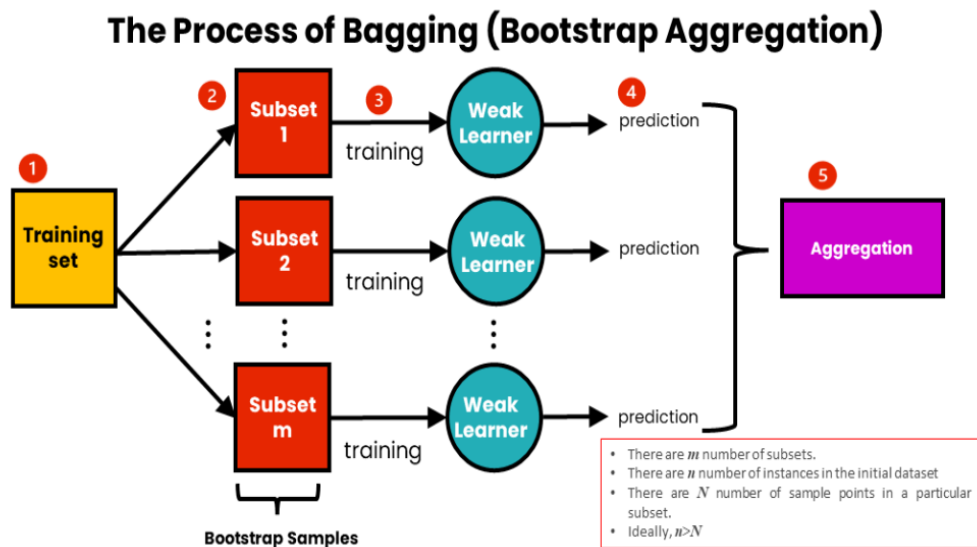 The Process of Bagging (Bootstrap Aggregation)
1
Training
set
2
Subset
1
3
training
Weak
Learner
4
prediction
Subset
2
training
Weak
Learner
prediction
5
Aggregation
Subset
m
training
Weak
Learner
prediction
Bootstrap Samples
• There are m number of subsets.
• There are n number of instances in the initial dataset
• There are N number of sample points in a particular
subset.
• Ideally, n>N